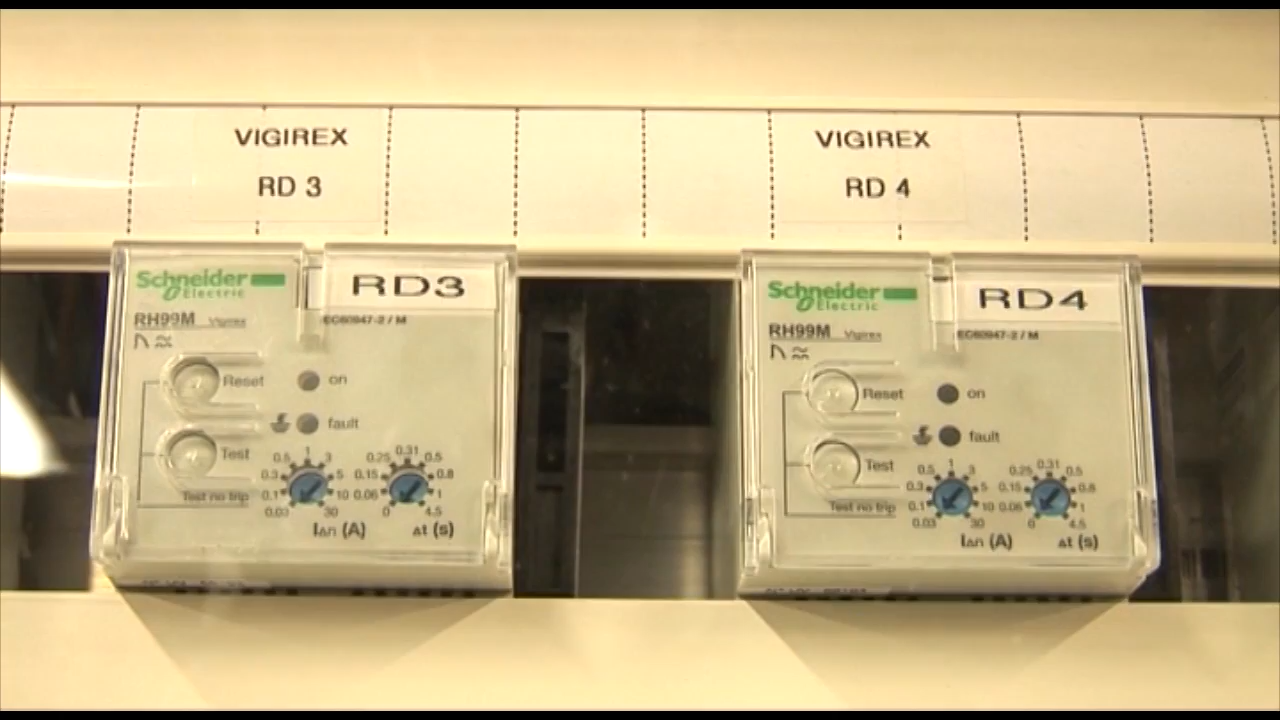 VIGIREX
RD 3
VIGIREX
RD 4
Schneider
Electric
RD3
RH99M Vigirex
IEC60947-2 / M
Reset
on
fault
Test
Test no trip
0.03 0.1 0.3 0.5 1 3 5 10 30
I∆n (A)
0 0.06 0.15 0.25 0.31 0.5 0.8 1 4.5
∆t (s)
Schneider
Electric
RD4
RH99M Vigirex
IEC60947-2 / M
Reset
on
fault
Test
Test no trip
0.03 0.1 0.3 0.5 1 3 5 10 30
I∆n (A)
0 0.06 0.15 0.25 0.31 0.5 0.8 1 4.5
∆t (s)